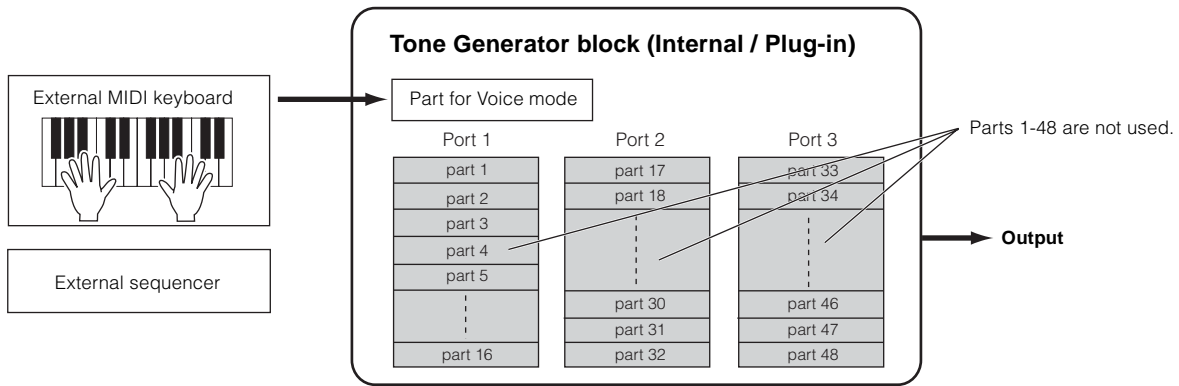 Tone Generator block (Internal / Plug-in)
External MIDI keyboard
Part for Voice mode
External sequencer
Port 1
part 1
part 2
part 3
part 4
part 5
part 16
Port 2
part 17
part 18
part 30
part 31
part 32
Port 3
part 33
part 34
part 46
part 47
part 48
Parts 1-48 are not used.
Output